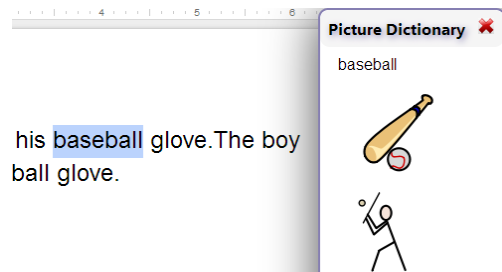 4 5 6
Picture Dictionary
baseball
his baseball glove.The boy
ball glove.